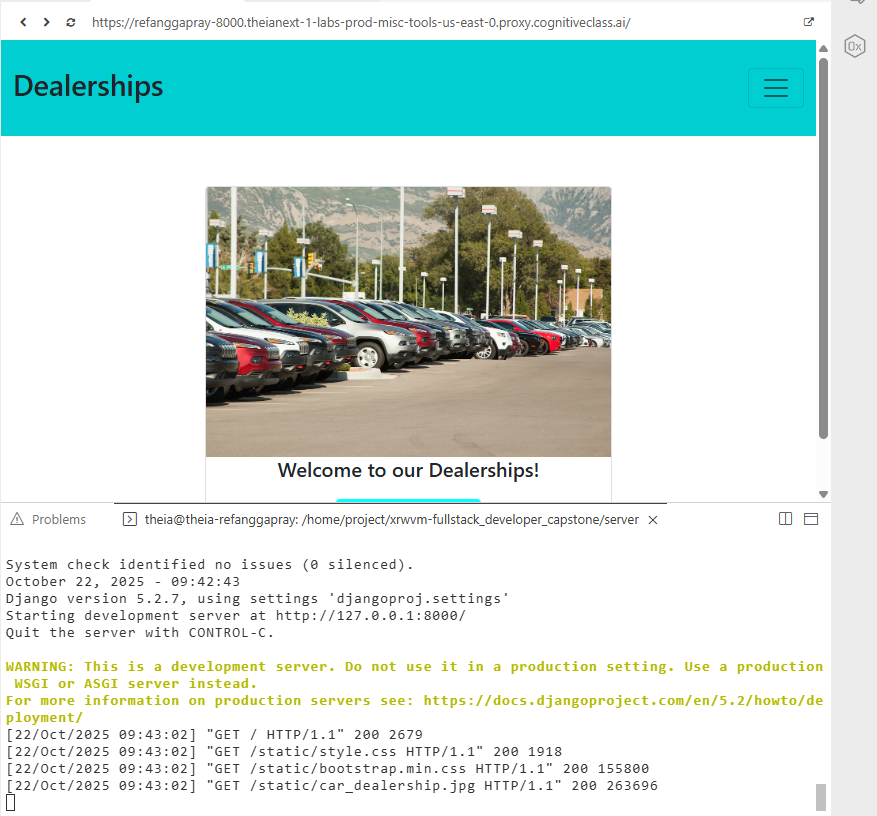 https://refanggapray-8000.theianext-1-labs-prod-misc-tools-us-east-0.proxy.cognitiveclass.ai/
0x
Dealerships
Welcome to our Dealerships!
Problems
theia@theia-refanggapray: /home/project/xrwvm-fullstack_developer_capstone/server
System check identified no issues (0 silenced).
October 22, 2025 - 09:42:43
Django version 5.2.7, using settings 'djangoproj.settings'
Starting development server at http://127.0.0.1:8000/
Quit the server with CONTROL-C.
WARNING: This is a development server. Do not use it in a production setting. Use a production
 WSGI or ASGI server instead.
For more information on production servers see: https://docs.djangoproject.com/en/5.2/howto/de
ployment/
[22/Oct/2025 09:43:02] "GET / HTTP/1.1" 200 2679
[22/Oct/2025 09:43:02] "GET /static/style.css HTTP/1.1" 200 1918
[22/Oct/2025 09:43:02] "GET /static/bootstrap.min.css HTTP/1.1" 200 155800
[22/Oct/2025 09:43:02] "GET /static/car_dealership.jpg HTTP/1.1" 200 263696